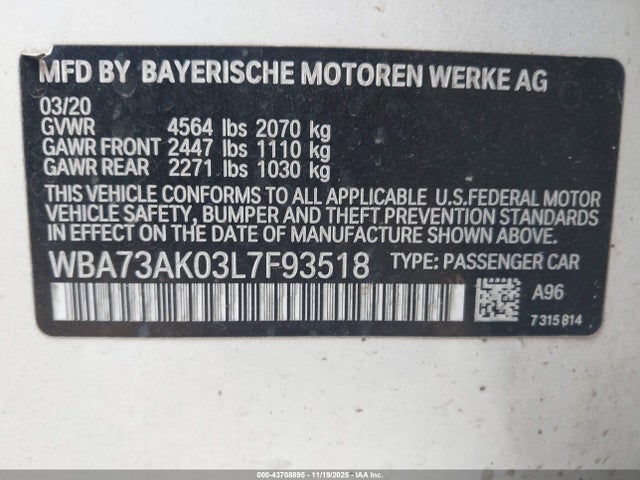 MFD BY BAYERISCHE MOTOREN WERKE AG
03/20
GVWR 4564 lbs 2070 kg
GAWR FRONT 2447 lbs 1110 kg
GAWR REAR 2271 lbs 1030 kg
THIS VEHICLE CONFORMS TO ALL APPLICABLE U.S.FEDERAL MOTOR
VEHICLE SAFETY, BUMPER AND THEFT PREVENTION STANDARDS
IN EFFECT ON THE DATE OF MANUFACTURE SHOWN ABOVE.
WBA73AK03L7F93518 TYPE: PASSENGER CAR
A96
7 315 814
000-43708895 - 11/19/2025 - IAAHVCAS